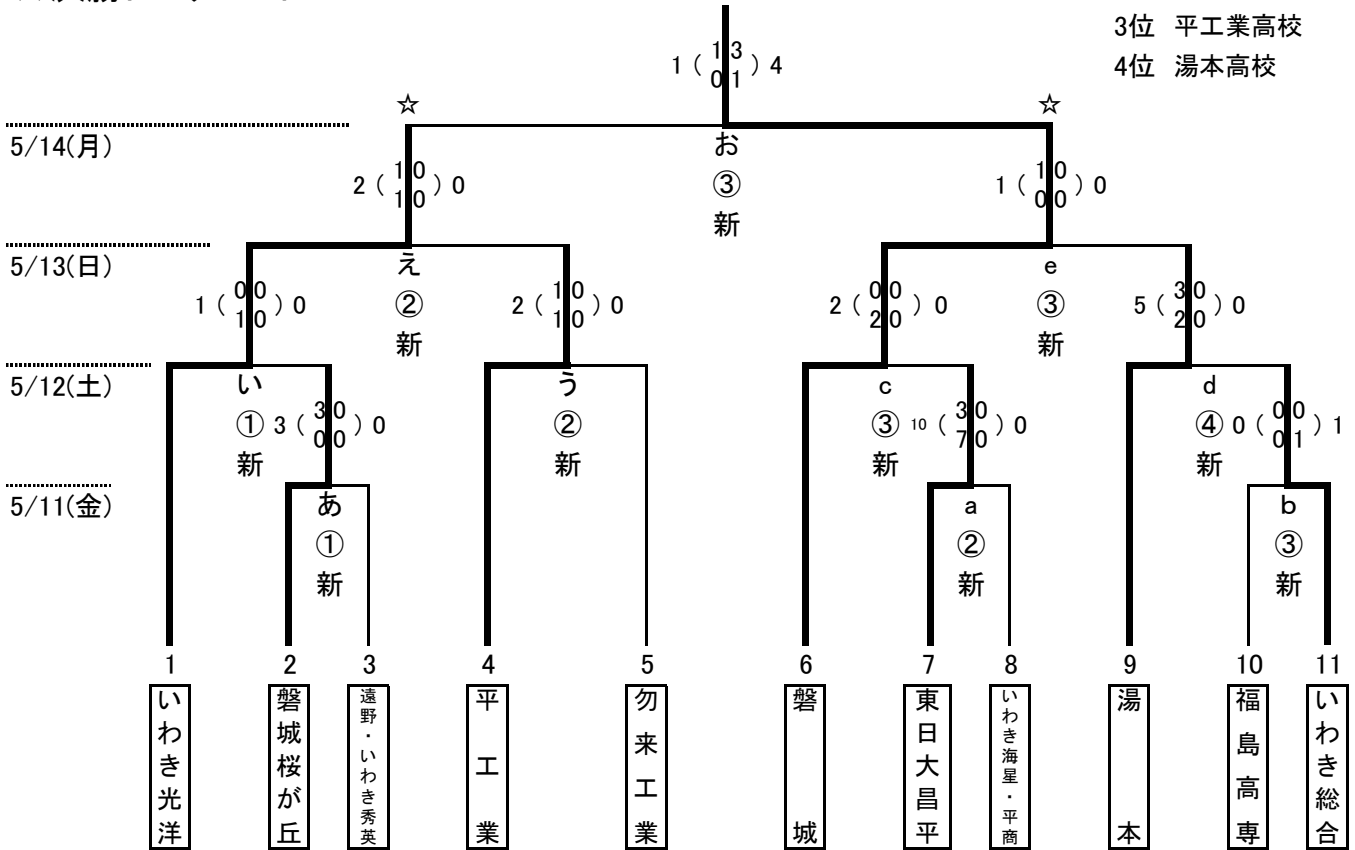 3位 平工業高校
1 ( 1 3 ) 4
0 1
4位 湯本高校
☆ ☆
5/14(月)
お
2 ( 1 0 ) 0
1 0
③
1 ( 1 0 ) 0
0 0
新
5/13(日)
え
e
1 ( 0 0 ) 0
1 0
②
2 ( 1 0 ) 0
1 0
2 ( 0 0 ) 0
2 0
③
5 ( 3 0 ) 0
2 0
新
新
5/12(土)
い
う
c
d
①
3 ( 3 0 ) 0
0 0
②
③
10 ( 3 0 ) 0
7 0
④
0 ( 0 0 ) 1
0 1
新
新
新
新
5/11(金)
あ
a
b
①
②
③
新
新
新
1 2 3 4 5 6 7 8 9 10 11
いわき光洋
磐城桜が丘
遠野・いわき秀英
平工業
勿来工業
磐城
東日大昌平
いわき海星・平商
湯本
福島高専
いわき総合